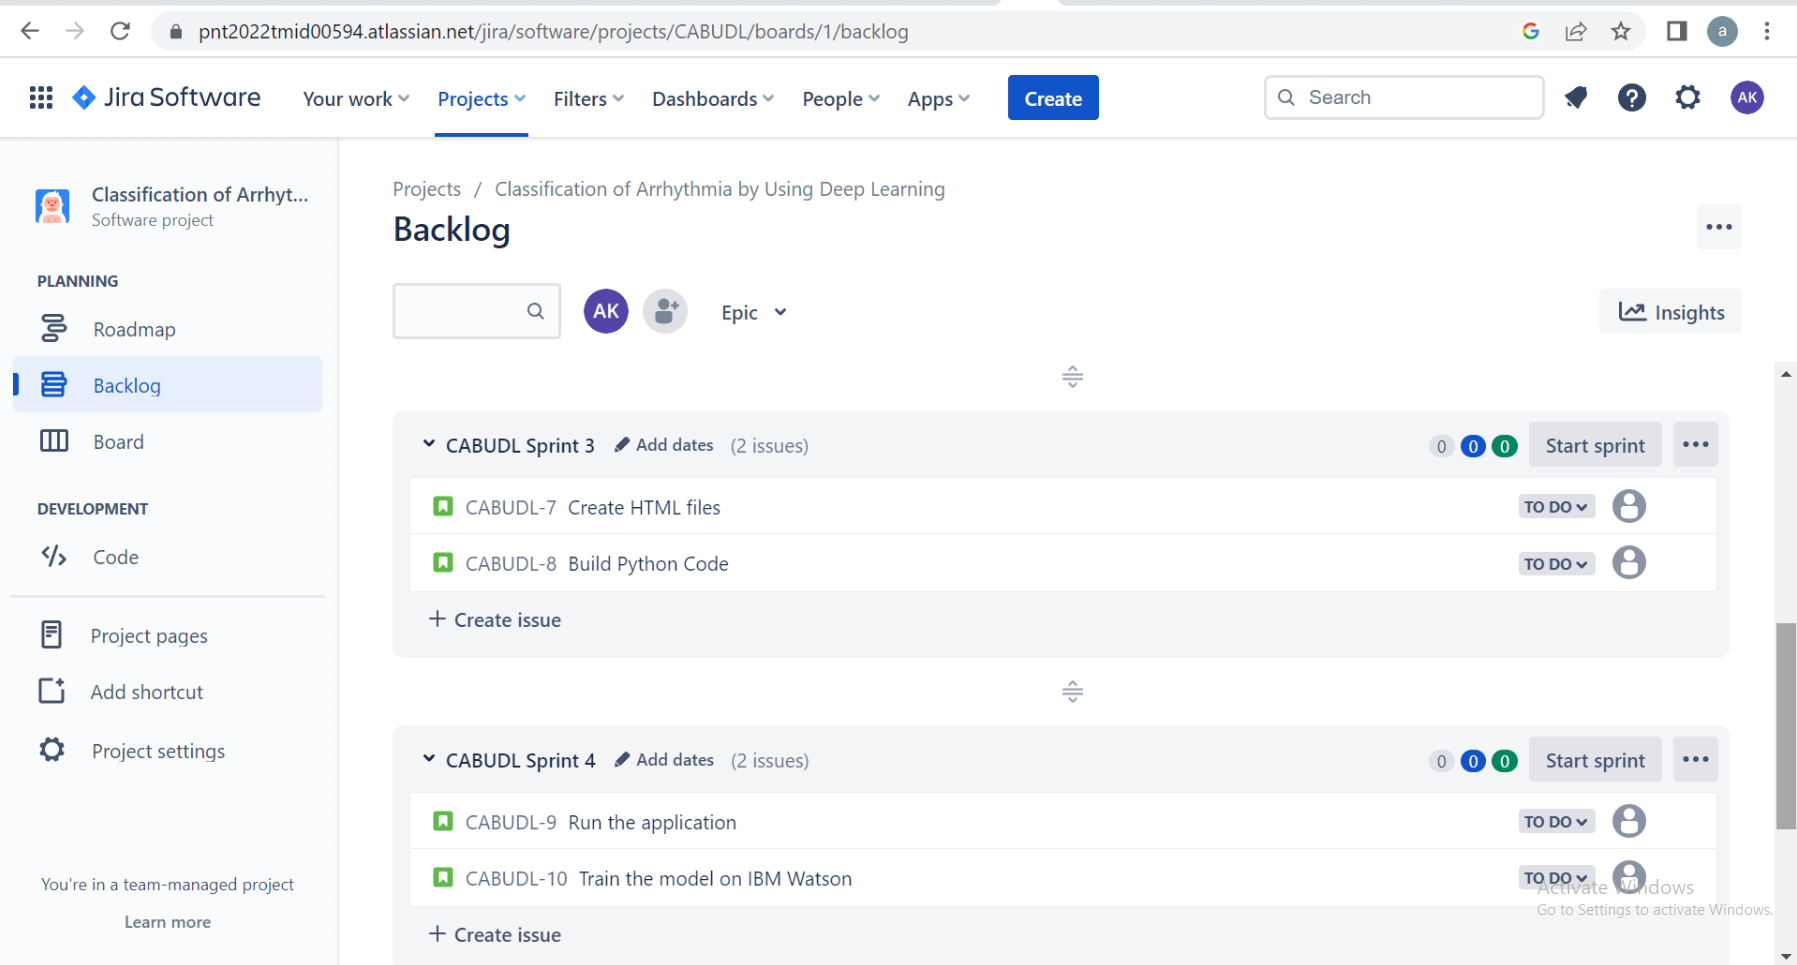 pnt2022tmid00594.atlassian.net/jira/software/projects/CABUDL/boards/1/backlog
a
Jira Software
Your work
Projects
Filters
Dashboards
People
Apps
Create
Search
AK
Classification of Arrhyt...
Software project
PLANNING
Roadmap
Backlog
Board
DEVELOPMENT
Code
Project pages
Add shortcut
Project settings
You're in a team-managed project
Learn more
Projects / Classification of Arrhythmia by Using Deep Learning
Backlog
AK
Epic
Insights
CABUDL Sprint 3 Add dates (2 issues) 0 0 0 Start sprint
CABUDL-7 Create HTML files TO DO
CABUDL-8 Build Python Code TO DO
+ Create issue
CABUDL Sprint 4 Add dates (2 issues) 0 0 0 Start sprint
CABUDL-9 Run the application TO DO
CABUDL-10 Train the model on IBM Watson TO DO
+ Create issue
Activate Windows
Go to Settings to activate Windows.